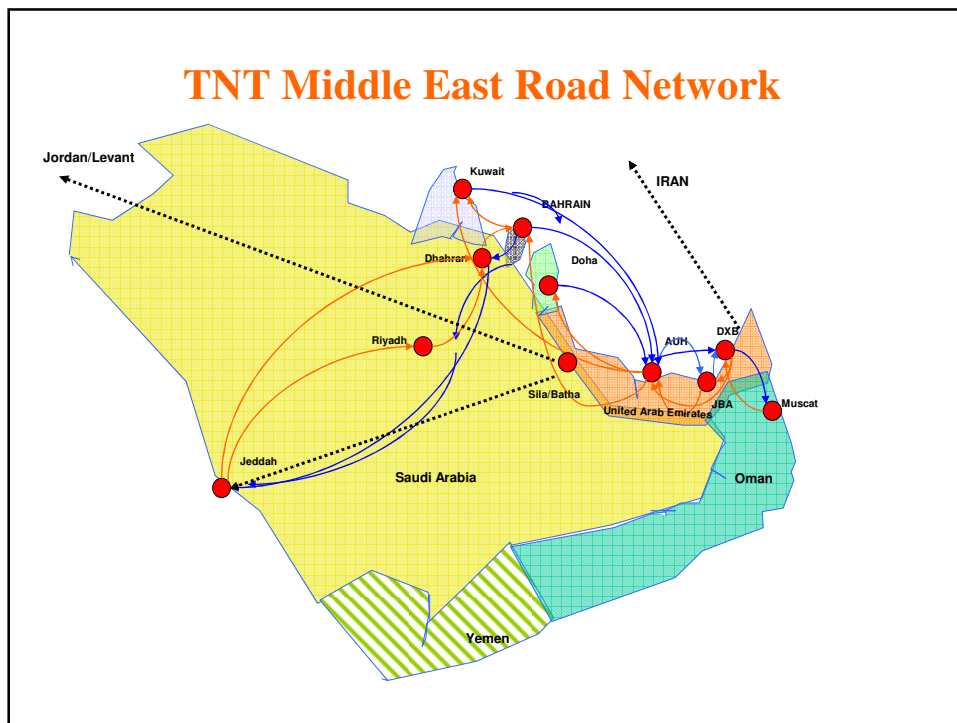 TNT Middle East Road Network
Jordan/Levant
Kuwait
IRAN
BAHRAIN
Dhahran
Doha
Riyadh
AUH
DXB
Sila/Batha
United Arab Emirates
JBA
Muscat
Jeddah
Saudi Arabia
Oman
Yemen